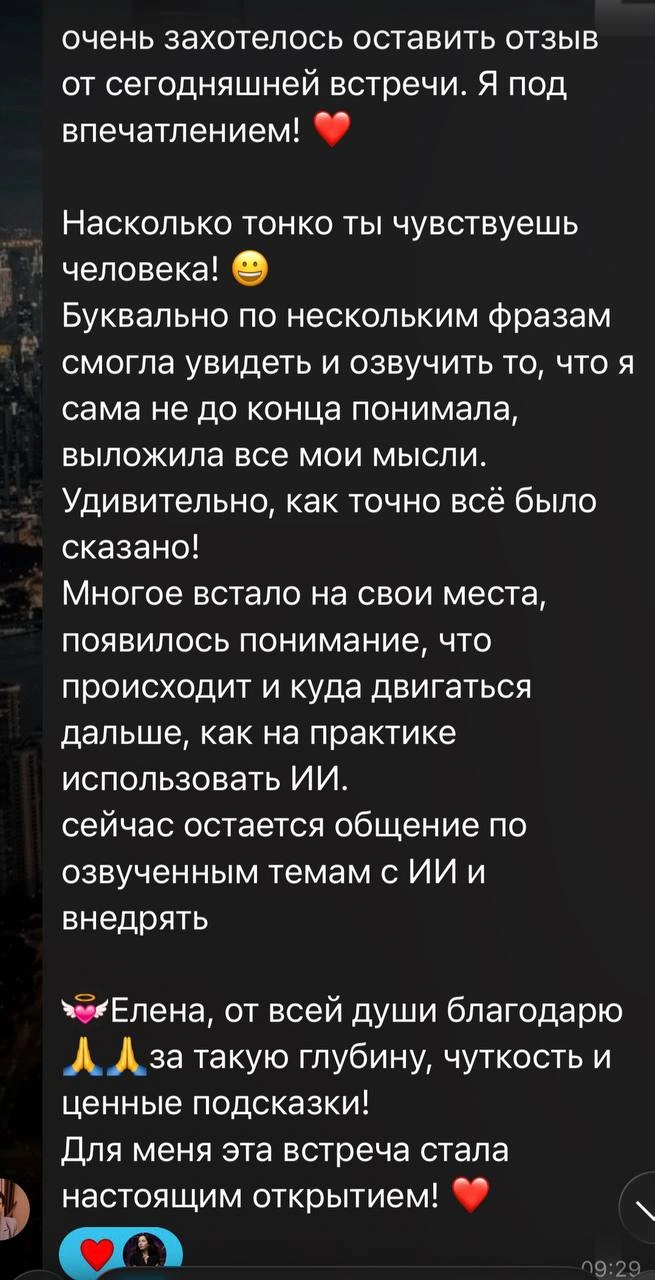 очень захотелось оставить отзыв
от сегодняшней встречи. Я под
впечатлением! ❤️
Насколько тонко ты чувствуешь
человека! 😀
Буквально по нескольким фразам
смогла увидеть и озвучить то, что я
сама не до конца понимала,
выложила все мои мысли.
Удивительно, как точно всё было
сказано!
Многое встало на свои места,
появилось понимание, что
происходит и куда двигаться
дальше, как на практике
использовать ИИ.
сейчас остается общение по
озвученным темам с ИИ и
внедрять
💖Елена, от всей души благодарю
🙏🙏за такую глубину, чуткость и
ценные подсказки!
Для меня эта встреча стала
настоящим открытием! ❤️
09:29